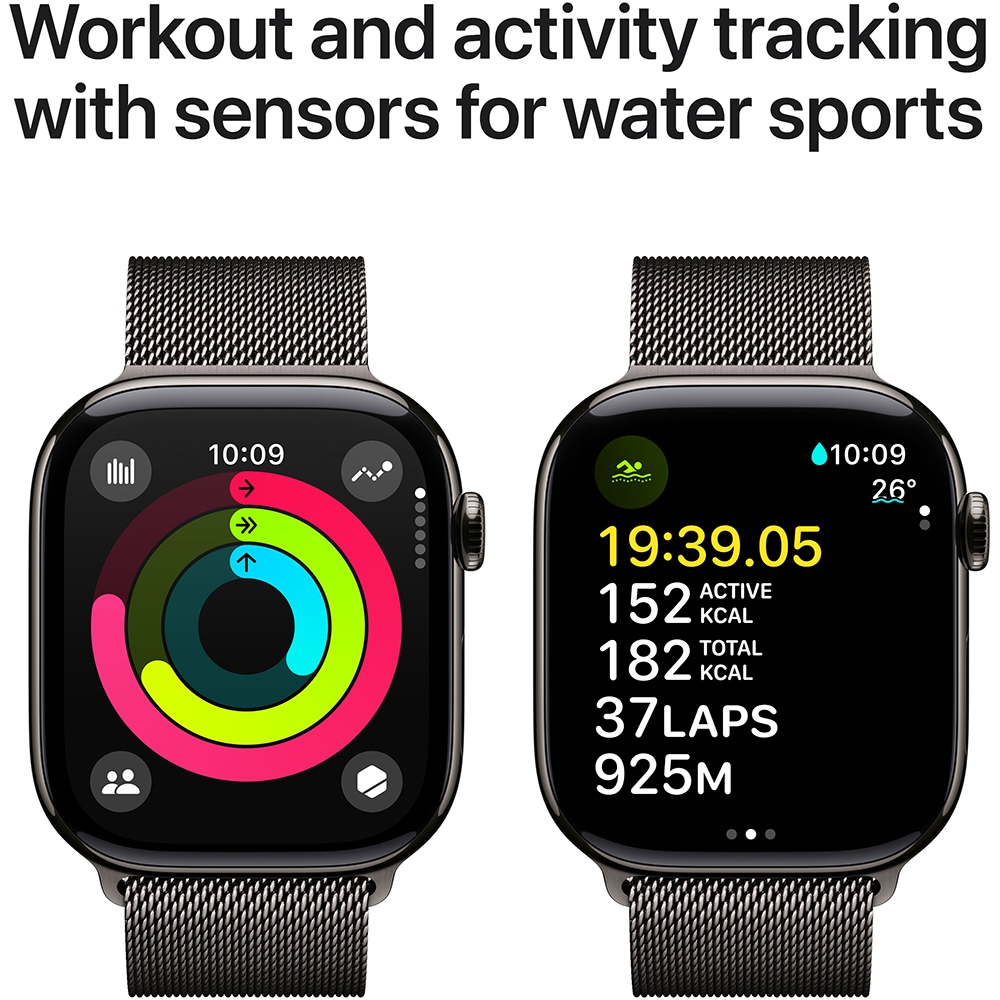 Workout and activity tracking
with sensors for water sports
10:09
10:09
26°
19:39.05
152 ACTIVE
KCAL
182 TOTAL
KCAL
37LAPS
925M